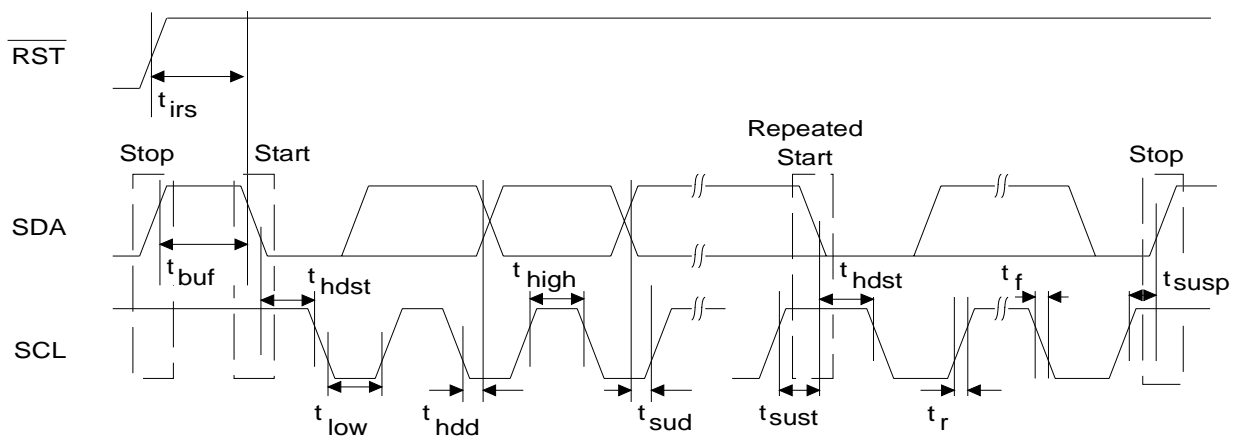 RST
t irs
Repeated
Stop
Start
Start
Stop
SDA
t buf
t hdst
t high
t hdst
t f
t susp
SCL
t low
t hdd
t sud
t sust
t r